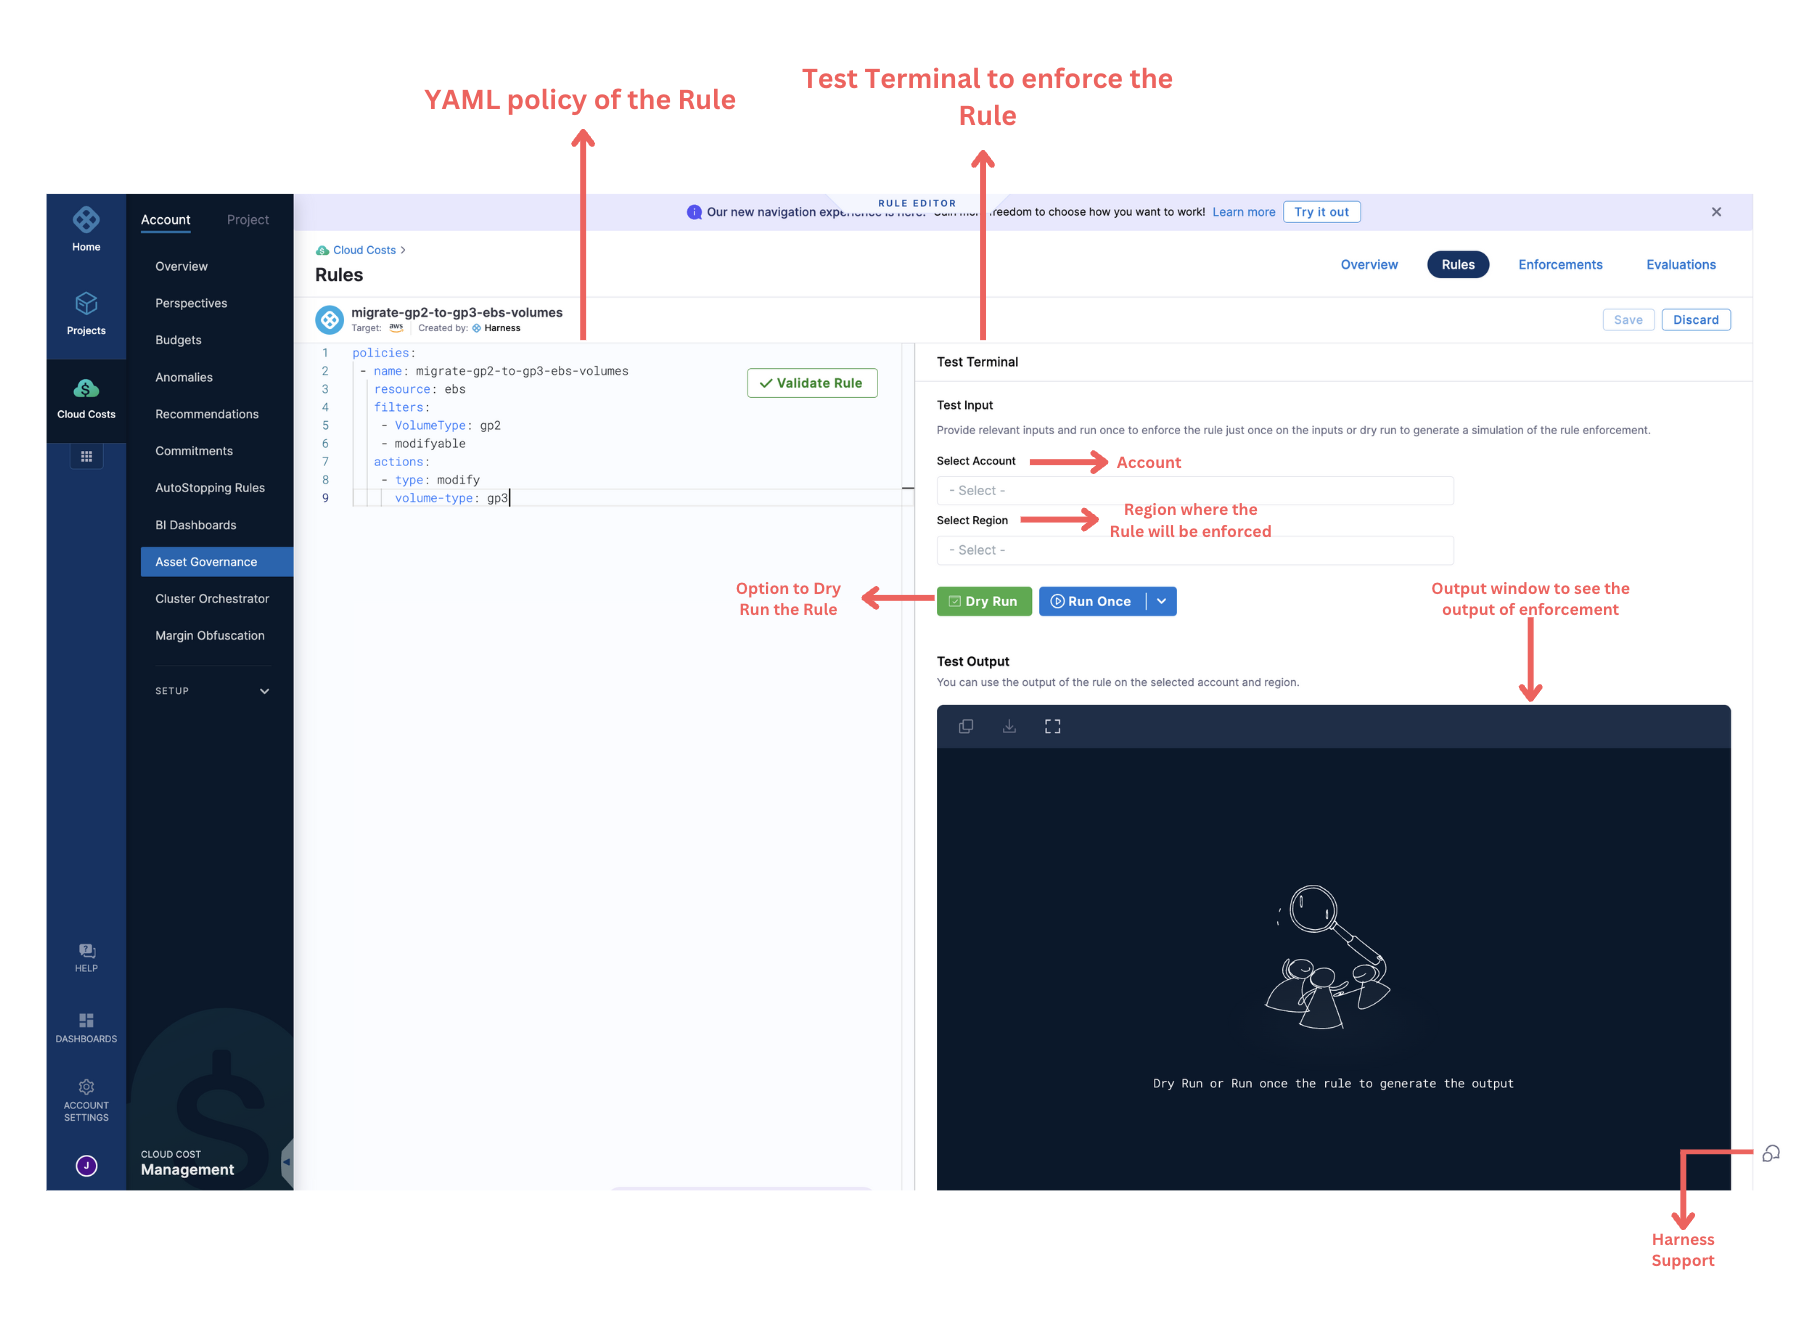 YAML policy of the Rule
Test Terminal to enforce the
Rule
Home
Projects
Cloud Costs
HELP
DASHBOARDS
ACCOUNT
SETTINGS
J
Account Project
Overview
Perspectives
Budgets
Anomalies
Recommendations
Commitments
AutoStopping Rules
BI Dashboards
Asset Governance
Cluster Orchestrator
Margin Obfuscation
SETUP
CLOUD COST
Management
RULE EDITOR
Our new navigation experience is here! Gain more freedom to choose how you want to work! Learn more Try it out
Cloud Costs >
Rules
Overview Rules Enforcements Evaluations
migrate-gp2-to-gp3-ebs-volumes
Target: aws Created by: Harness
Save Discard
1 policies:
2 - name: migrate-gp2-to-gp3-ebs-volumes
3 resource: ebs
4 filters:
5 - VolumeType: gp2
6 - modifyable
7 actions:
8 - type: modify
9 volume-type: gp3
Validate Rule
Test Terminal
Test Input
Provide relevant inputs and run once to enforce the rule just once on the inputs or dry run to generate a simulation of the rule enforcement.
Select Account Account
- Select -
Select Region
Region where the
Rule will be enforced
- Select -
Option to Dry
Run the Rule
Dry Run Run Once
Output window to see the
output of enforcement
Test Output
You can use the output of the rule on the selected account and region.
Dry Run or Run once the rule to generate the output
Harness
Support